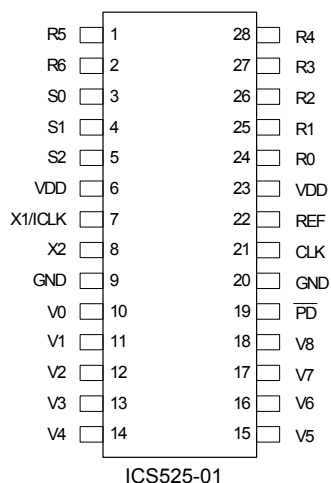 R5 1 28 R4
R6 2 27 R3
S0 3 26 R2
S1 4 25 R1
S2 5 24 R0
VDD 6 23 VDD
X1/ICLK 7 22 REF
X2 8 21 CLK
GND 9 20 GND
V0 10 19 P̅D̅
V1 11 18 V8
V2 12 17 V7
V3 13 16 V6
V4 14 15 V5
ICS525-01